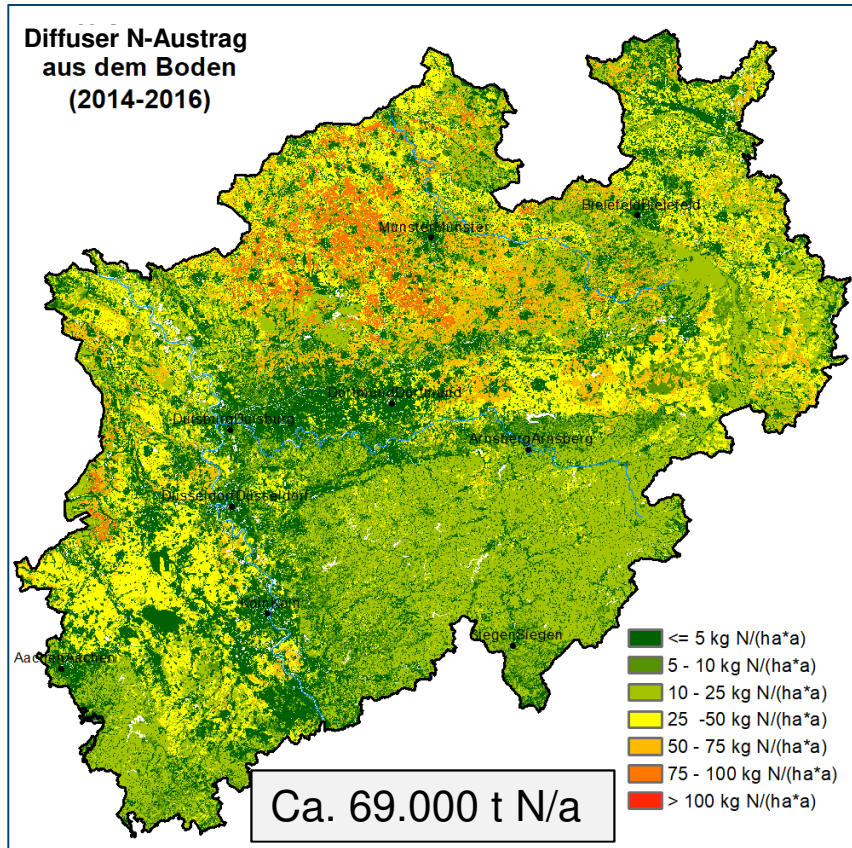 Diffuser N-Austrag
aus dem Boden
(2014-2016)
BielefeldBielefeld
MünsterMünster
DortmundDortmund
DuisburgDuisburg
ArnsbergArnsberg
DüsseldorfDüsseldorf
KölnKöln
SiegenSiegen
AachenAachen
<= 5 kg N/(ha*a)
5 - 10 kg N/(ha*a)
10 - 25 kg N/(ha*a)
25 -50 kg N/(ha*a)
50 - 75 kg N/(ha*a)
75 - 100 kg N/(ha*a)
> 100 kg N/(ha*a)
Ca. 69.000 t N/a